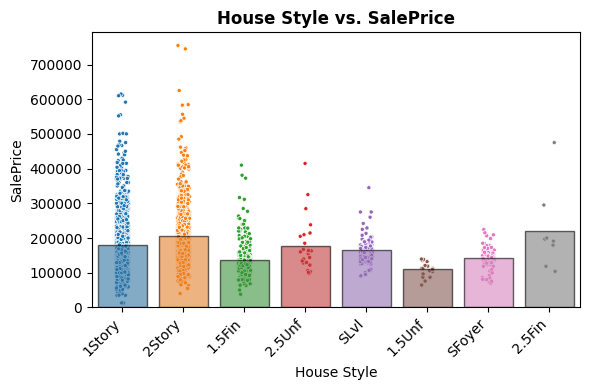 House Style vs. SalePrice
SalePrice
700000
600000
500000
400000
300000
200000
100000
0
1Story
2Story
1.5Fin
2.5Unf
SLvl
1.5Unf
SFoyer
2.5Fin
House Style